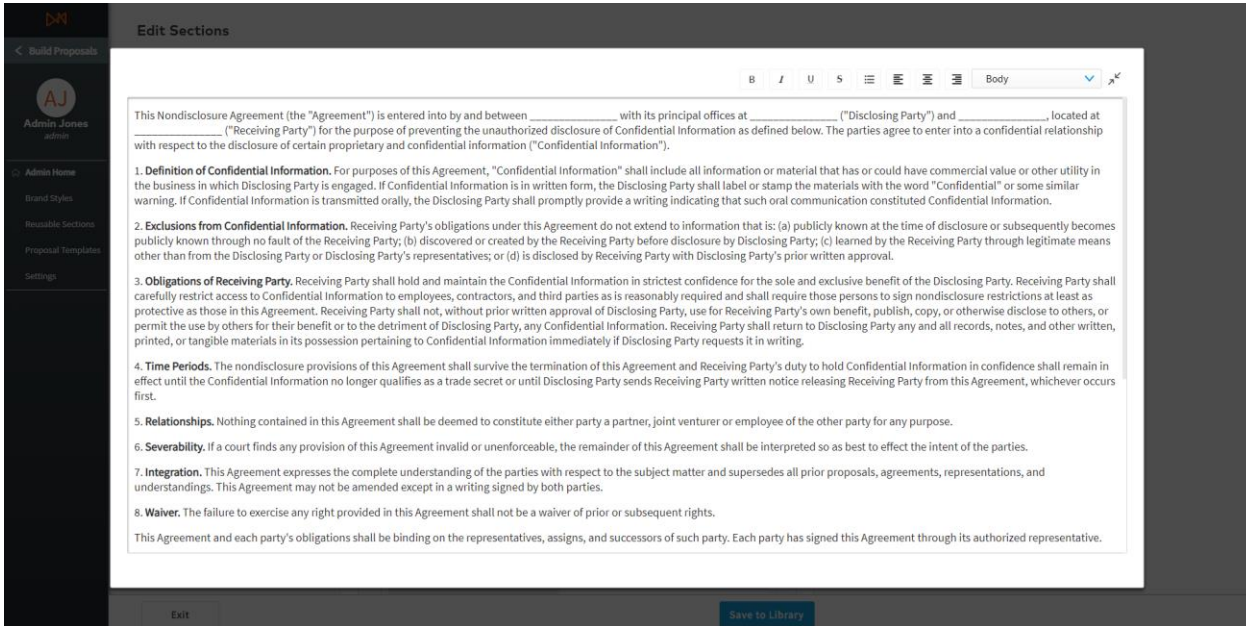 Edit Sections
Build Proposals
AJ
Admin Jones
admin
Admin Home
Brand Styles
Reusable Sections
Proposal Templates
Settings
B I U S Body
This Nondisclosure Agreement (the "Agreement") is entered into by and between ________________ with its principal offices at ________________ ("Disclosing Party") and ________________, located at
________________ ("Receiving Party") for the purpose of preventing the unauthorized disclosure of Confidential Information as defined below. The parties agree to enter into a confidential relationship
with respect to the disclosure of certain proprietary and confidential information ("Confidential Information").
1. Definition of Confidential Information. For purposes of this Agreement, "Confidential Information" shall include all information or material that has or could have commercial value or other utility in
the business in which Disclosing Party is engaged. If Confidential Information is in written form, the Disclosing Party shall label or stamp the materials with the word "Confidential" or some similar
warning. If Confidential Information is transmitted orally, the Disclosing Party shall promptly provide a writing indicating that such oral communication constituted Confidential Information.
2. Exclusions from Confidential Information. Receiving Party's obligations under this Agreement do not extend to information that is: (a) publicly known at the time of disclosure or subsequently becomes
publicly known through no fault of the Receiving Party; (b) discovered or created by the Receiving Party before disclosure by Disclosing Party; (c) learned by the Receiving Party through legitimate means
other than from the Disclosing Party or Disclosing Party's representatives; or (d) is disclosed by Receiving Party with Disclosing Party's prior written approval.
3. Obligations of Receiving Party. Receiving Party shall hold and maintain the Confidential Information in strictest confidence for the sole and exclusive benefit of the Disclosing Party. Receiving Party shall
carefully restrict access to Confidential Information to employees, contractors, and third parties as is reasonably required and shall require those persons to sign nondisclosure restrictions at least as
protective as those in this Agreement. Receiving Party shall not, without prior written approval of Disclosing Party, use for Receiving Party's own benefit, publish, copy, or otherwise disclose to others, or
permit the use by others for their benefit or to the detriment of Disclosing Party, any Confidential Information. Receiving Party shall return to Disclosing Party any and all records, notes, and other written,
printed, or tangible materials in its possession pertaining to Confidential Information immediately if Disclosing Party requests it in writing.
4. Time Periods. The nondisclosure provisions of this Agreement shall survive the termination of this Agreement and Receiving Party's duty to hold Confidential Information in confidence shall remain in
effect until the Confidential Information no longer qualifies as a trade secret or until Disclosing Party sends Receiving Party written notice releasing Receiving Party from this Agreement, whichever occurs
first.
5. Relationships. Nothing contained in this Agreement shall be deemed to constitute either party a partner, joint venturer or employee of the other party for any purpose.
6. Severability. If a court finds any provision of this Agreement invalid or unenforceable, the remainder of this Agreement shall be interpreted so as best to effect the intent of the parties.
7. Integration. This Agreement expresses the complete understanding of the parties with respect to the subject matter and supersedes all prior proposals, agreements, representations, and
understandings. This Agreement may not be amended except in a writing signed by both parties.
8. Waiver. The failure to exercise any right provided in this Agreement shall not be a waiver of prior or subsequent rights.
This Agreement and each party's obligations shall be binding on the representatives, assigns, and successors of such party. Each party has signed this Agreement through its authorized representative.
Exit
Save to Library